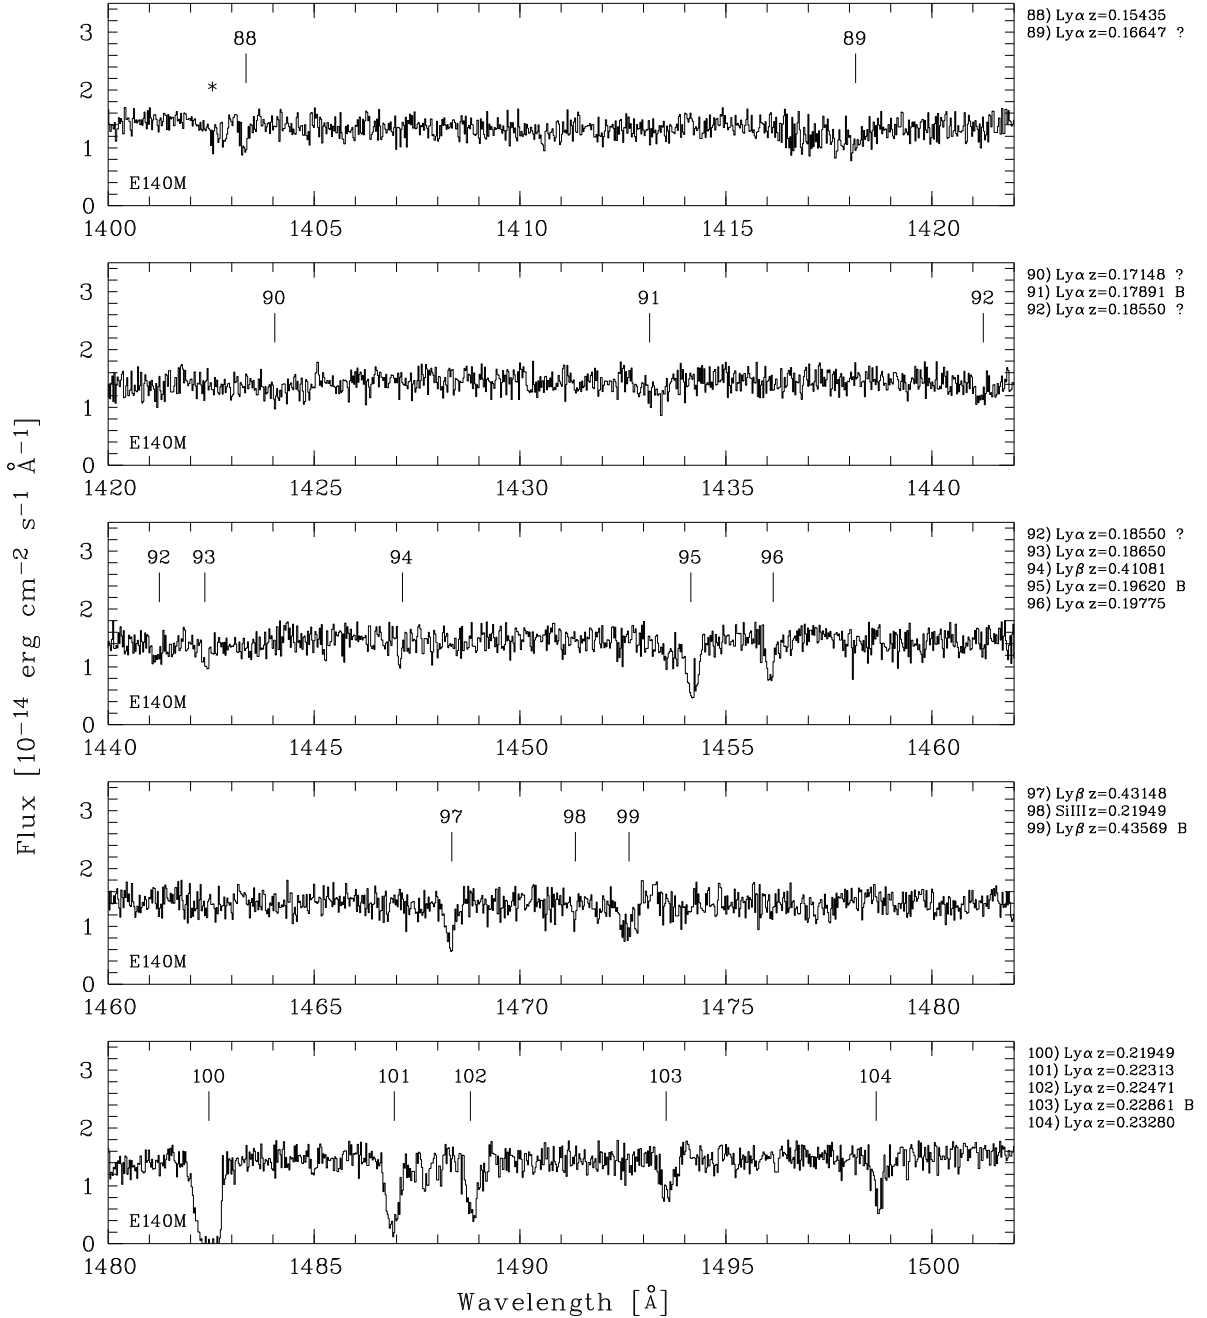 88) Lyα z=0.15435
89) Lyα z=0.16647 ?
3
2
1
0
88
89
*
E140M
1400 1405 1410 1415 1420
90) Lyα z=0.17148 ?
91) Lyα z=0.17891 B
92) Lyα z=0.18550 ?
3
2
1
0
90
91
92
E140M
1420 1425 1430 1435 1440
Flux [10−14 erg cm−2 s−1 Å−1]
92) Lyα z=0.18550 ?
93) Lyα z=0.18650
94) Lyβ z=0.41081
95) Lyα z=0.19620 B
96) Lyα z=0.19775
3
2
1
0
92
93
94
95
96
E140M
1440 1445 1450 1455 1460
97) Lyβ z=0.43148
98) SiIII z=0.21949
99) Lyβ z=0.43569 B
3
2
1
0
97
98
99
E140M
1460 1465 1470 1475 1480
100) Lyα z=0.21949
101) Lyα z=0.22313
102) Lyα z=0.22471
103) Lyα z=0.22861 B
104) Lyα z=0.23280
3
2
1
0
100
101
102
103
104
E140M
1480 1485 1490 1495 1500
Wavelength [Å]